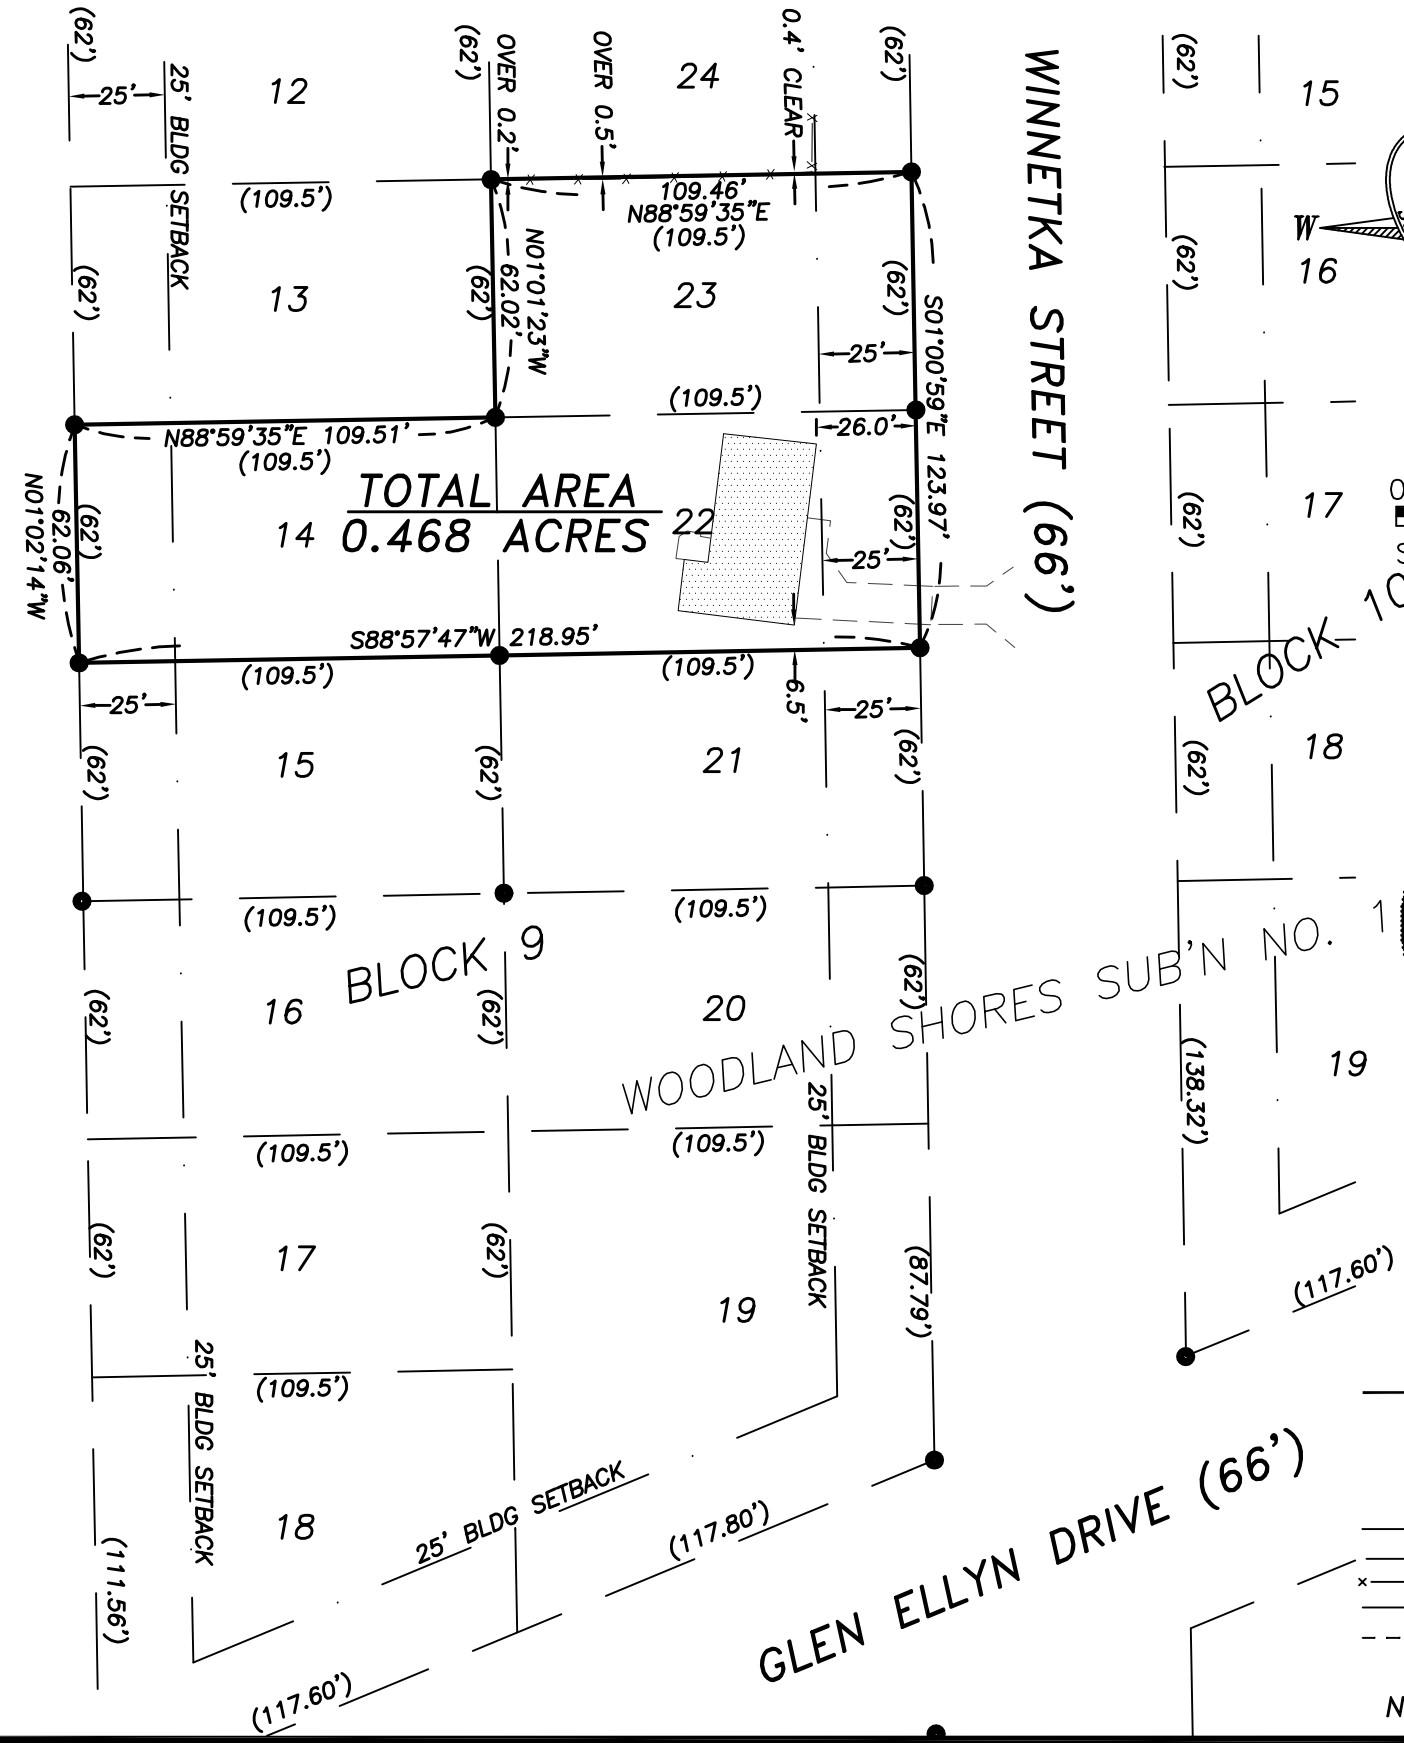 (62')
25'
25' BLDG SETBACK
12
(62')
OVER 0.2'
OVER 0.5'
24
0.4' CLEAR
(62')
WINNETKA STREET (66')
(62')
15
(109.5')
109.46'
N88°59'35"E
(109.5')
W
(62')
13
(62')
N01°01'23"W
62.02'
23
(62')
S01°00'59"E 123.97'
(62')
16
25'
(109.5')
26.0'
N88°59'35"E 109.51'
(109.5')
N01°02'14"W
62.06'
(62')
14
TOTAL AREA
0.468 ACRES
22
(62')
25'
(62')
17
S88°57'47"W 218.95'
(109.5')
(109.5')
25'
6.5'
25'
BLOCK 10
(62')
15
(62')
21
(62')
(62')
18
(109.5')
(109.5')
BLOCK 9
(62')
16
(62')
20
(62')
WOODLAND SHORES SUB'N NO. 1
(138.32')
19
(109.5')
(109.5')
25' BLDG SETBACK
(62')
17
(62')
19
(87.79')
(117.60')
25' BLDG SETBACK
(109.5')
(111.56')
18
25' BLDG SETBACK
(117.80')
GLEN ELLYN DRIVE (66')
(117.60')
N